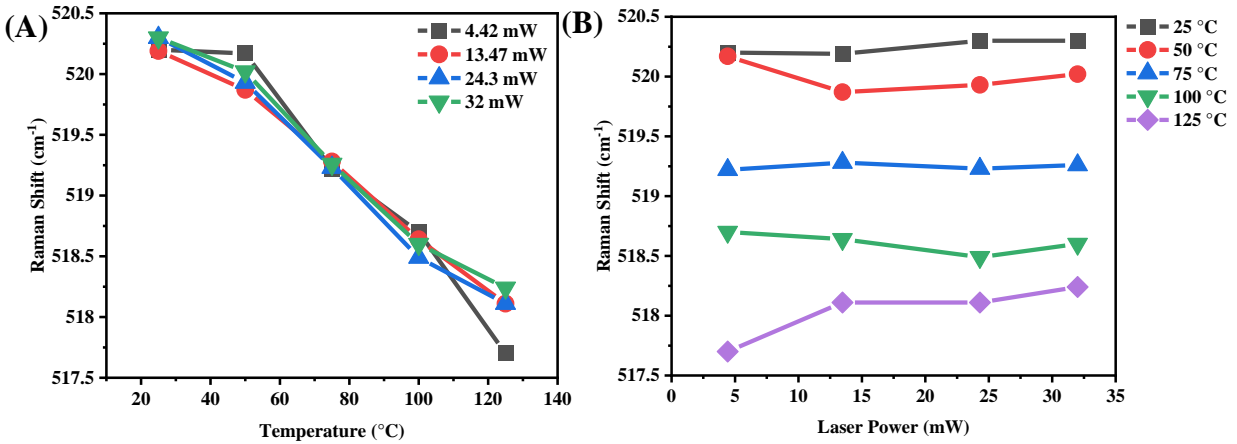 (A)
4.42 mW
13.47 mW
24.3 mW
32 mW
520.5
520
519.5
519
518.5
518
517.5
Raman Shift (cm⁻¹)
20 40 60 80 100 120 140
Temperature (°C)
(B)
25 °C
50 °C
75 °C
100 °C
125 °C
520.5
520
519.5
519
518.5
518
517.5
Raman Shift (cm⁻¹)
0 5 10 15 20 25 30 35
Laser Power (mW)